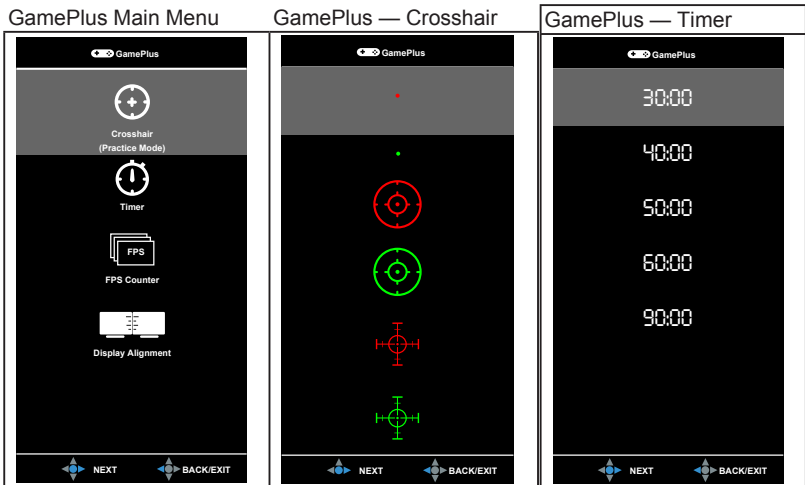 GamePlus Main Menu
GamePlus
Crosshair
(Practice Mode)
Timer
FPS
FPS Counter
Display Alignment
NEXT BACK/EXIT
GamePlus — Crosshair
GamePlus
NEXT BACK/EXIT
GamePlus — Timer
GamePlus
30:00
40:00
50:00
60:00
90:00
NEXT BACK/EXIT